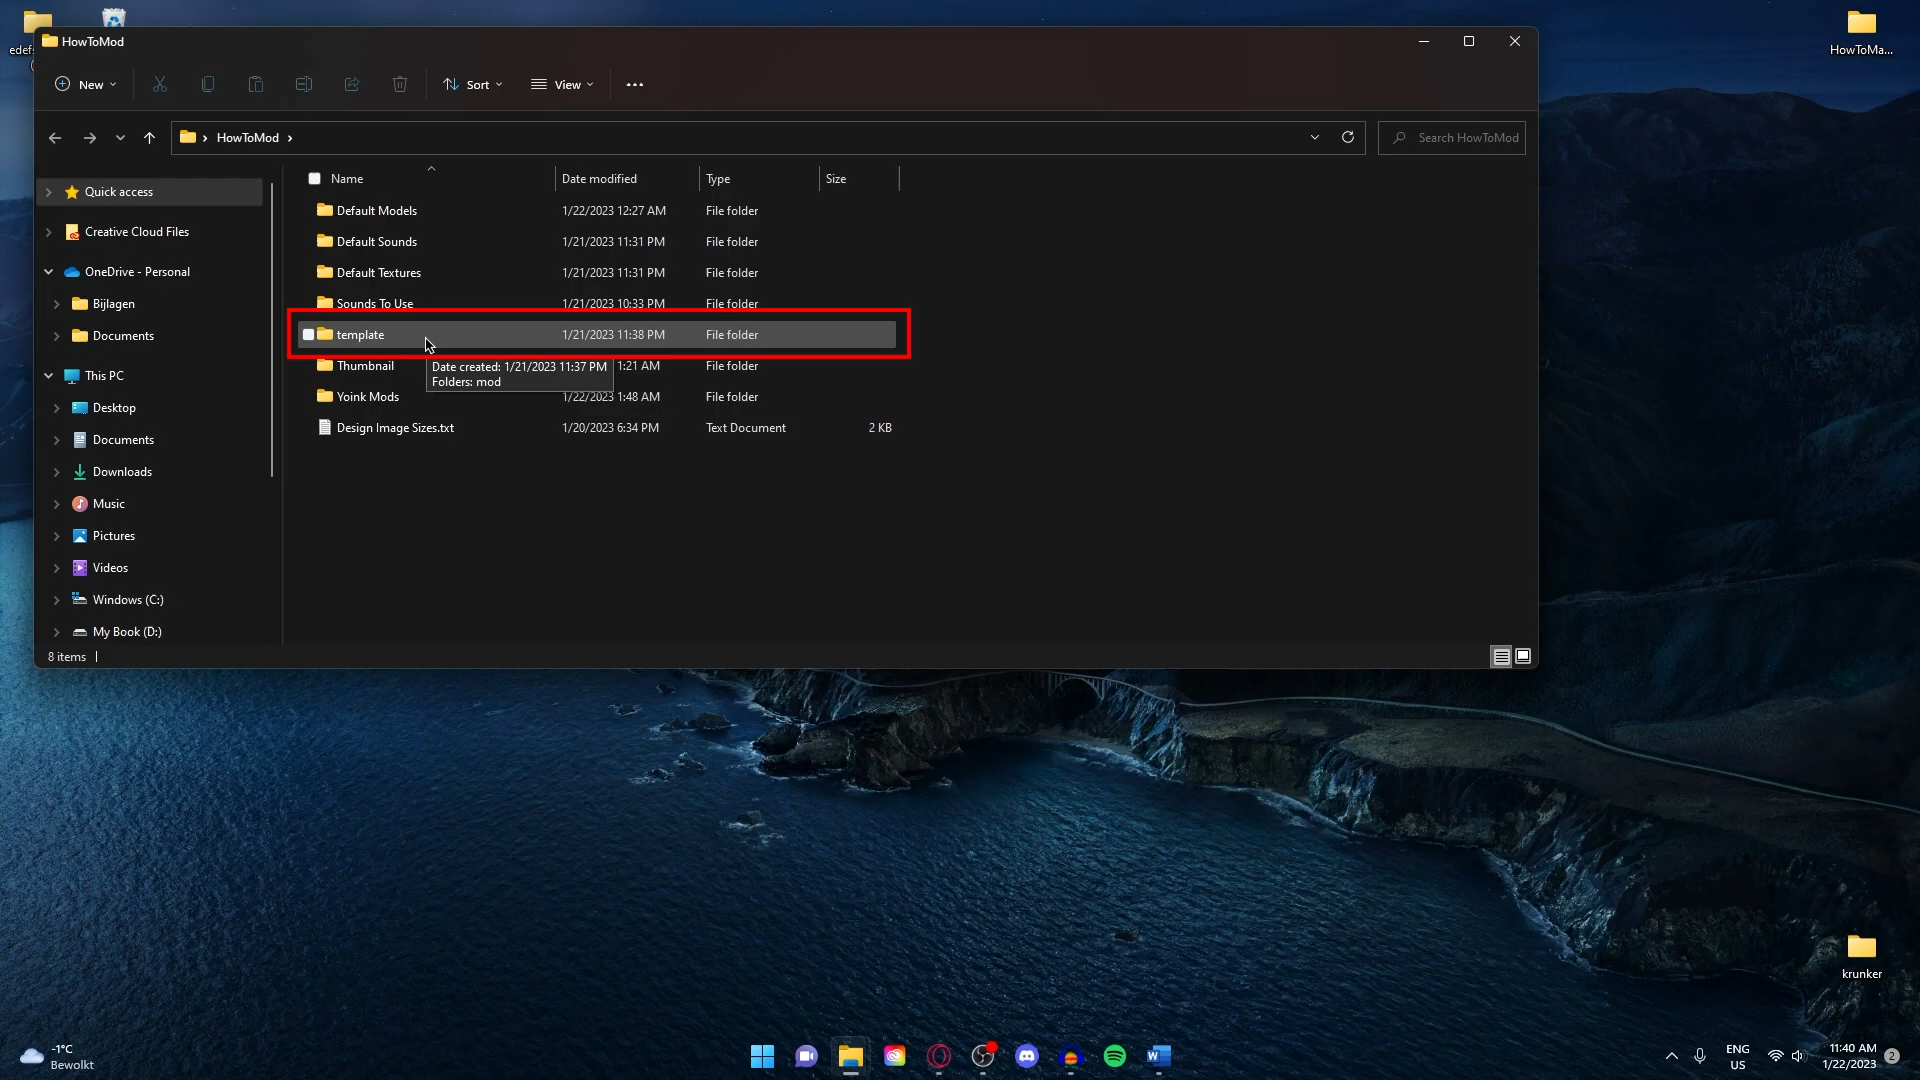 edefs
HowToMod
HowToMa...
New
Sort
View
HowToMod
Search HowToMod
Name Date modified Type Size
Quick access
Creative Cloud Files
OneDrive - Personal
Bijlagen
Documents
This PC
Desktop
Documents
Downloads
Music
Pictures
Videos
Windows (C:)
My Book (D:)
Default Models 1/22/2023 12:27 AM File folder
Default Sounds 1/21/2023 11:31 PM File folder
Default Textures 1/21/2023 11:31 PM File folder
Sounds To Use 1/21/2023 10:33 PM File folder
template 1/21/2023 11:38 PM File folder
Thumbnail 1:21 AM File folder
Date created: 1/21/2023 11:37 PM
Folders: mod
Yoink Mods 1/22/2023 1:48 AM File folder
Design Image Sizes.txt 1/20/2023 6:34 PM Text Document 2 KB
8 items
krunker
-1°C
Bewolkt
ENG
US
11:40 AM
1/22/2023
2